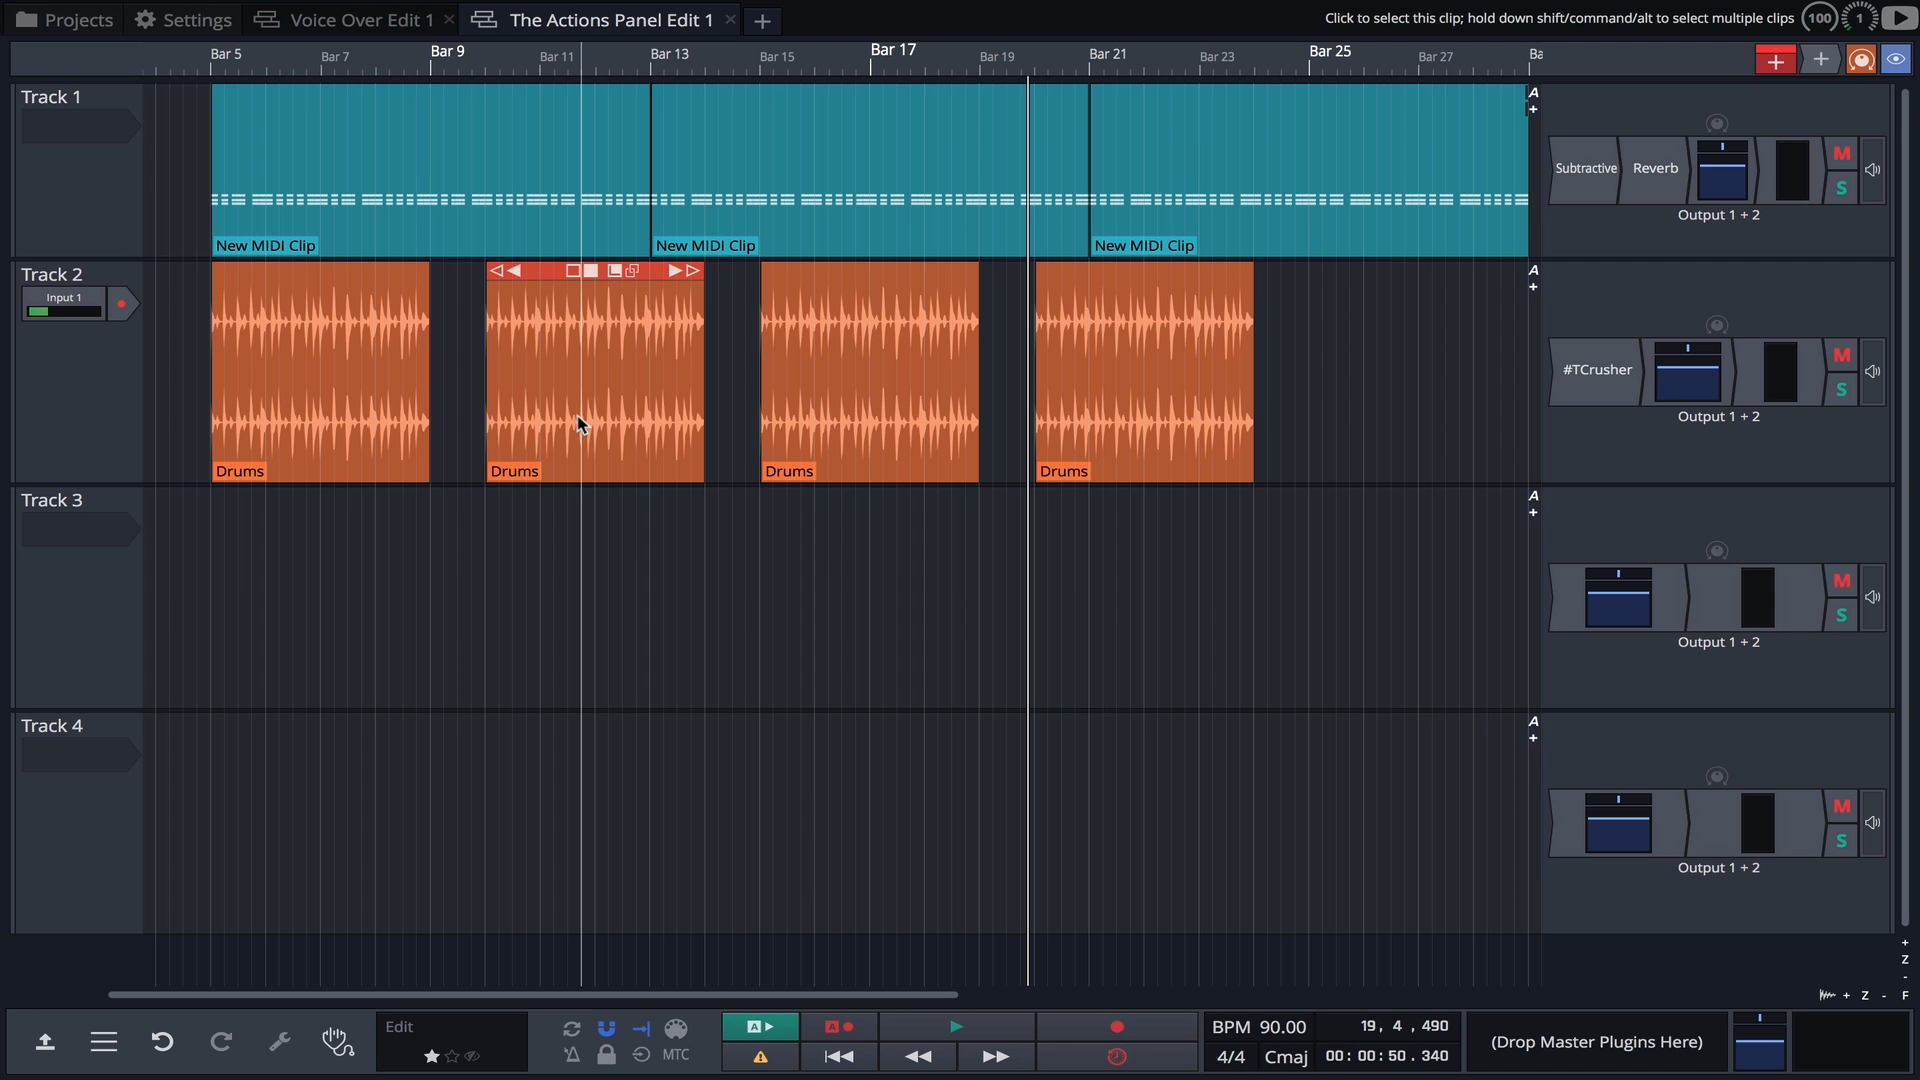 Projects Settings Voice Over Edit 1 The Actions Panel Edit 1 Click to select this clip; hold down shift/command/alt to select multiple clips 100 1
Bar 5 Bar 7 Bar 9 Bar 11 Bar 13 Bar 15 Bar 17 Bar 19 Bar 21 Bar 23 Bar 25 Bar 27 Ba
Track 1 A
+
Subtractive Reverb M
S
Output 1 + 2
New MIDI Clip New MIDI Clip New MIDI Clip
Track 2 A
Input 1 +
#TCrusher M
S
Output 1 + 2
Drums Drums Drums Drums
Track 3 A
+
M
S
Output 1 + 2
Track 4 A
+
M
S
Output 1 + 2
+
Z
-
+ Z - F
Edit A A BPM 90.00 19, 4 , 490
MTC 4/4 Cmaj 00: 00: 50 . 340
(Drop Master Plugins Here)